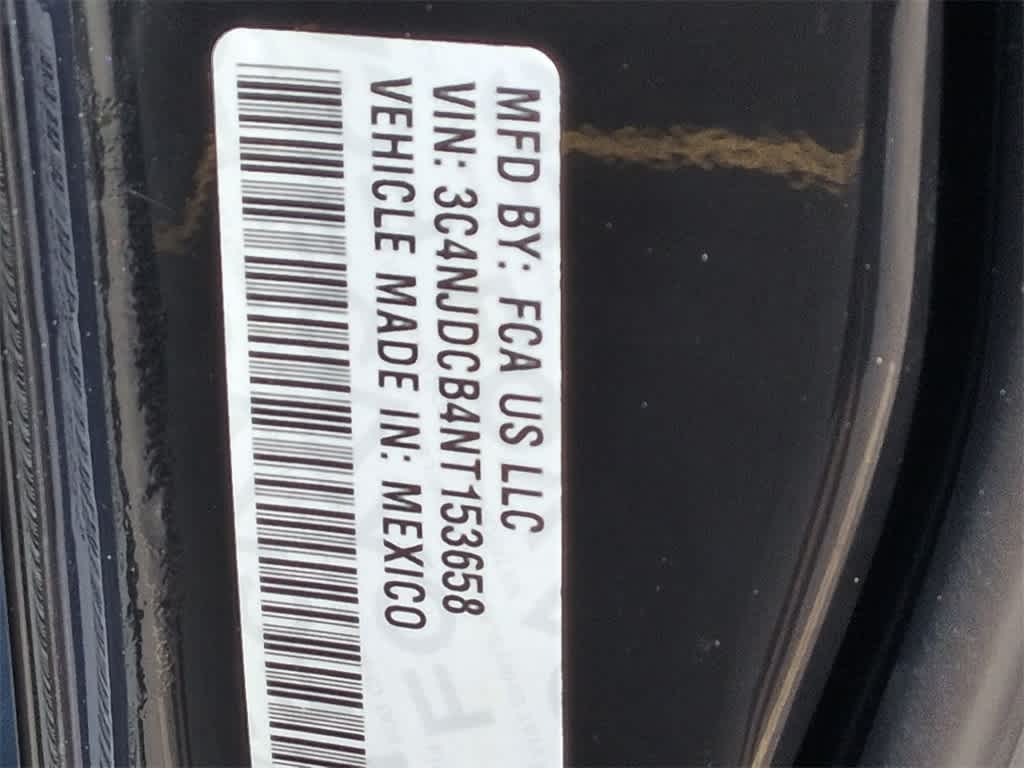 MFD BY: FCA US LLC
VIN: 3C4NJDCB4NT153658
VEHICLE MADE IN: MEXICO